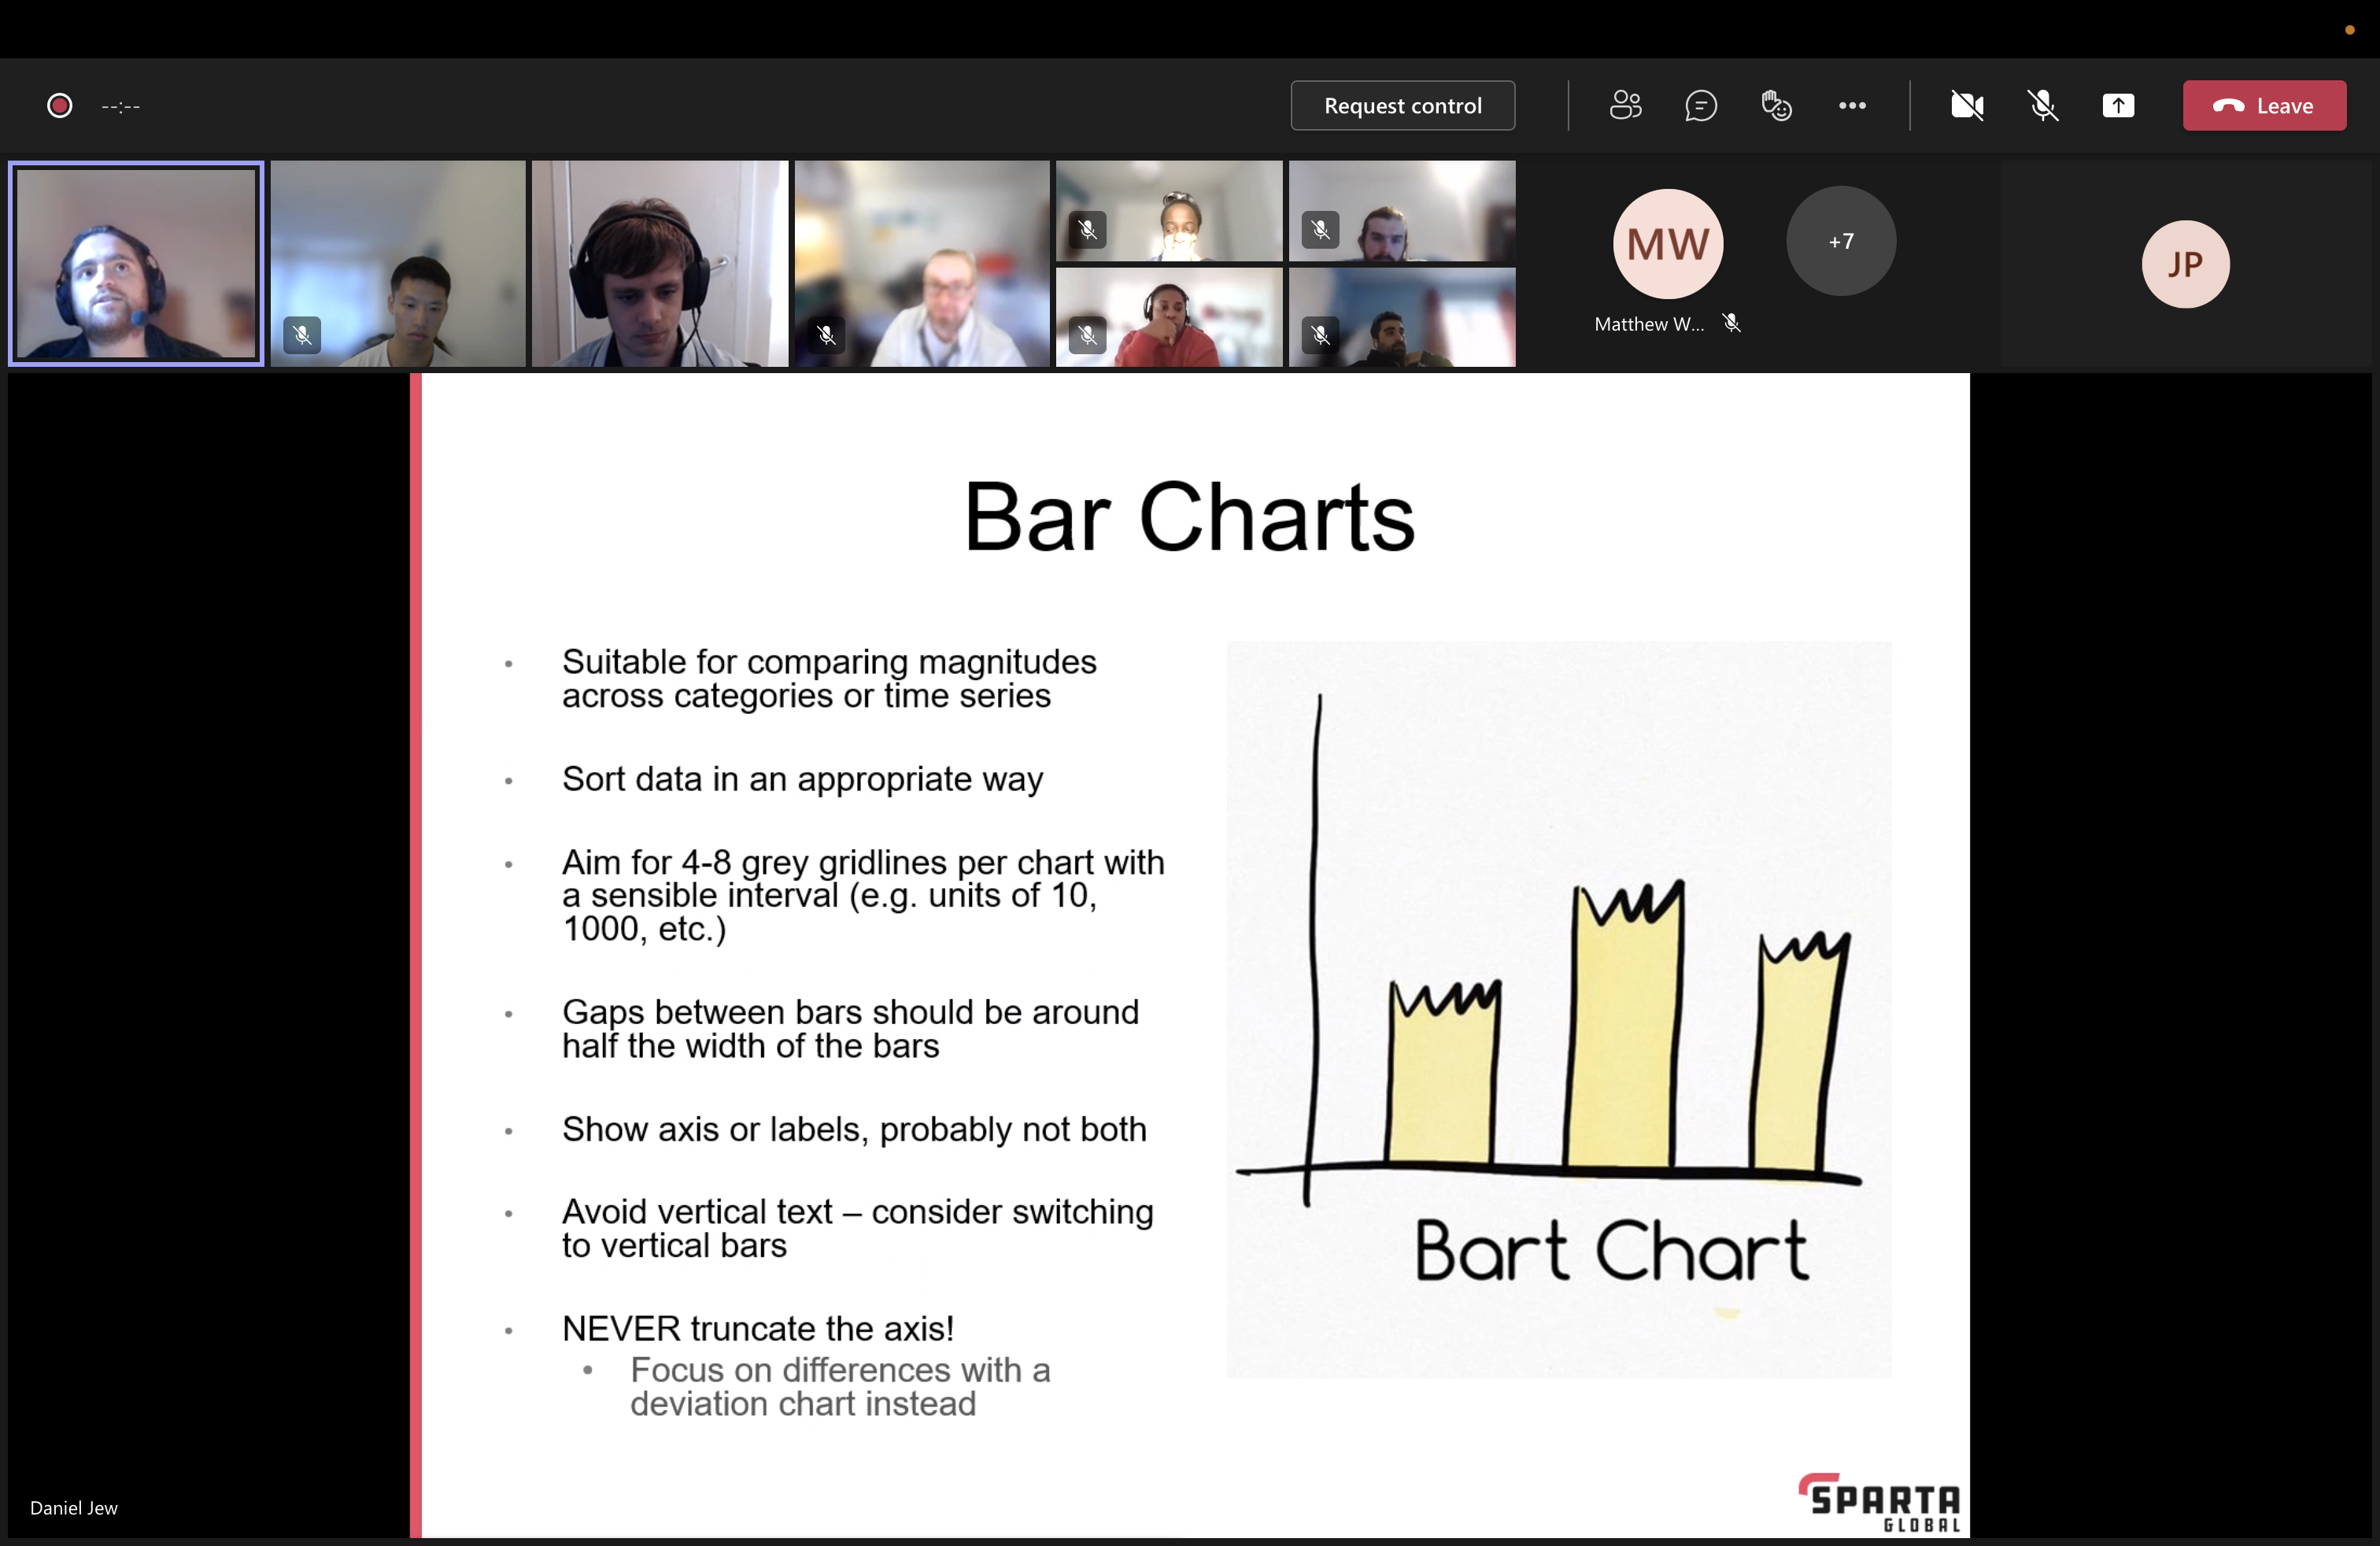 --:--
Request control
Leave
MW
+7
JP
Matthew W...
Bar Charts
Suitable for comparing magnitudes
across categories or time series
Sort data in an appropriate way
Aim for 4-8 grey gridlines per chart with
a sensible interval (e.g. units of 10,
1000, etc.)
Gaps between bars should be around
half the width of the bars
Show axis or labels, probably not both
Avoid vertical text – consider switching
to vertical bars
NEVER truncate the axis!
Focus on differences with a
deviation chart instead
Bart Chart
Daniel Jew
SPARTA
GLOBAL